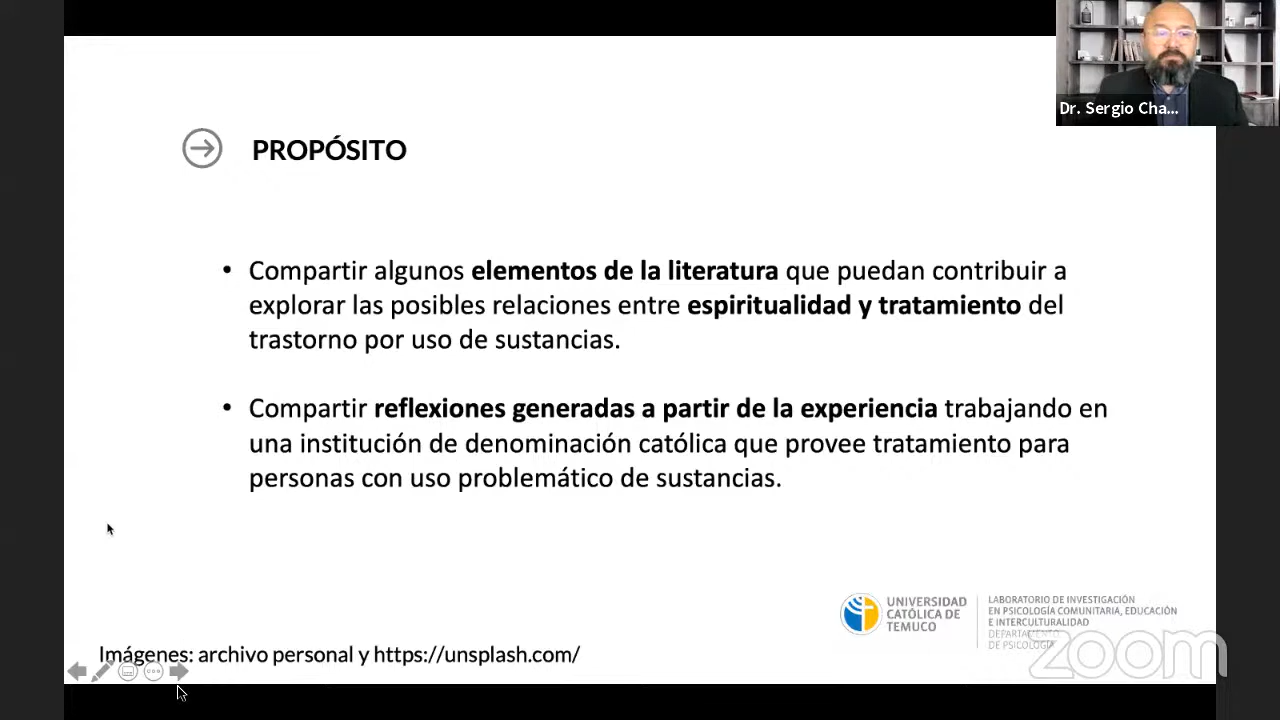 Dr. Sergio Cha...
PROPÓSITO
• Compartir algunos elementos de la literatura que puedan contribuir a
explorar las posibles relaciones entre espiritualidad y tratamiento del
trastorno por uso de sustancias.
• Compartir reflexiones generadas a partir de la experiencia trabajando en
una institución de denominación católica que provee tratamiento para
personas con uso problemático de sustancias.
UNIVERSIDAD
CATÓLICA DE
TEMUCO
LABORATORIO DE INVESTIGACIÓN
EN PSICOLOGÍA COMUNITARIA, EDUCACIÓN
E INTERCULTURALIDAD
DEPARTAMENTO
DE PSICOLOGÍA
zoom
Imágenes: archivo personal y https://unsplash.com/